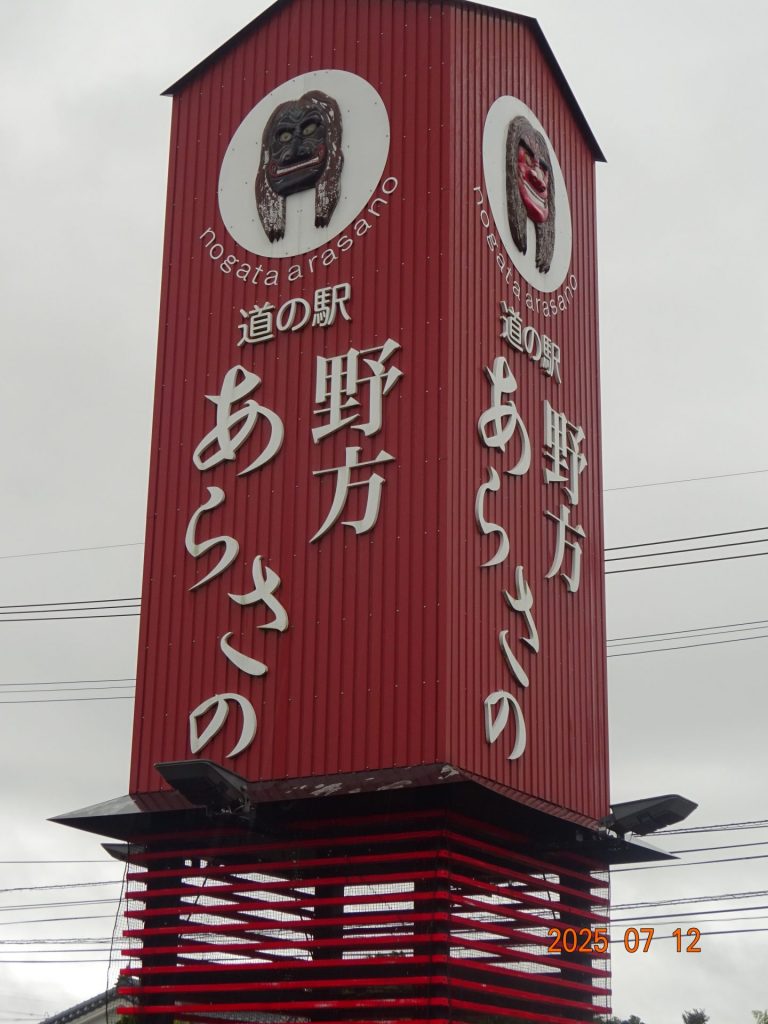 nogata arasano
道の駅
野方
あらさの
nogata arasano
道の駅
野方
あらさの
2025 07 12